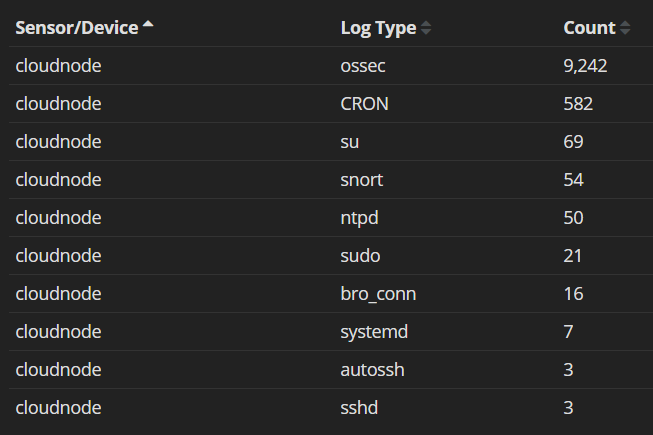 Sensor/Device Log Type Count
cloudnode ossec 9,242
cloudnode CRON 582
cloudnode su 69
cloudnode snort 54
cloudnode ntpd 50
cloudnode sudo 21
cloudnode bro_conn 16
cloudnode systemd 7
cloudnode autossh 3
cloudnode sshd 3